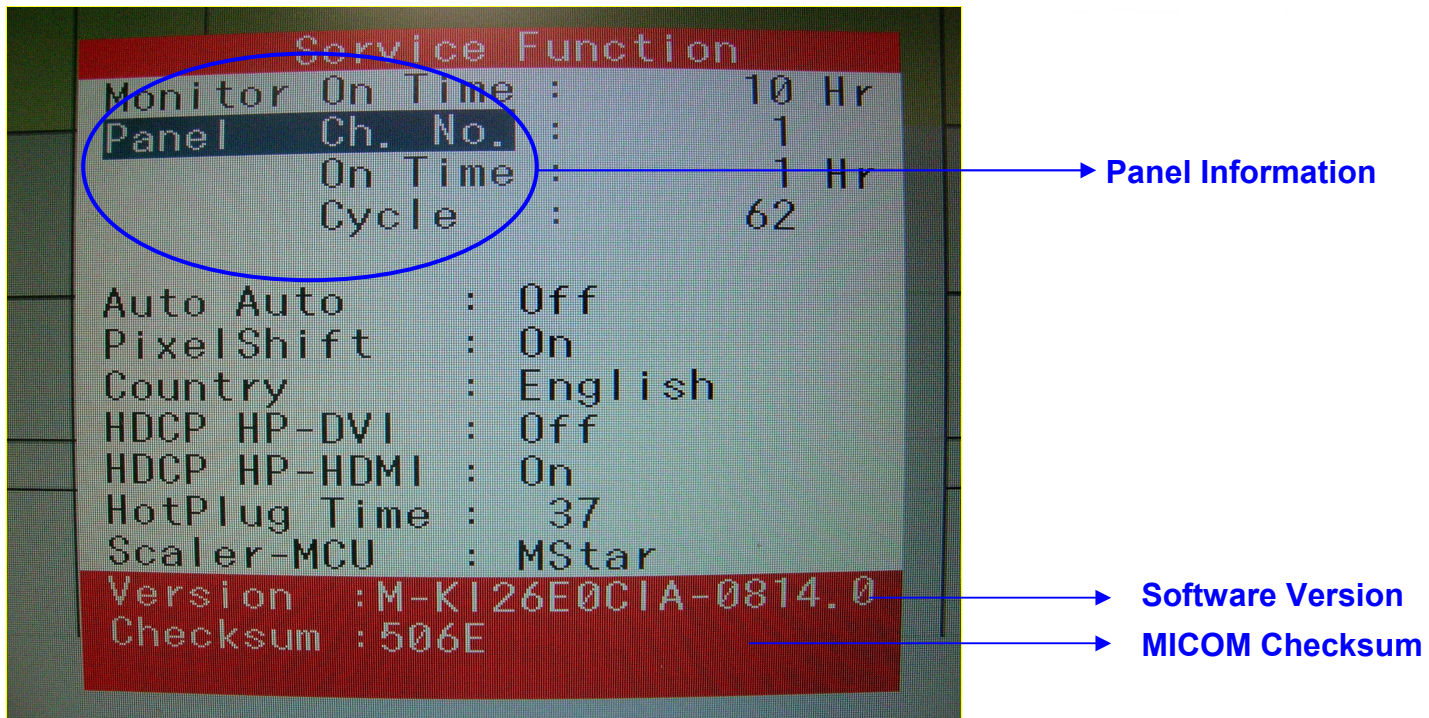 Service Function
Monitor On Time : 10 Hr
Panel Ch. No. : 1
On Time : 1 Hr
Cycle : 62
Panel Information
Auto Auto : Off
PixelShift : On
Country : English
HDCP HP-DVI : Off
HDCP HP-HDMI : On
HotPlug Time : 37
Scaler-MCU : MStar
Version :M-KI26E0CIA-0814.0
Software Version
Checksum :506E
MICOM Checksum